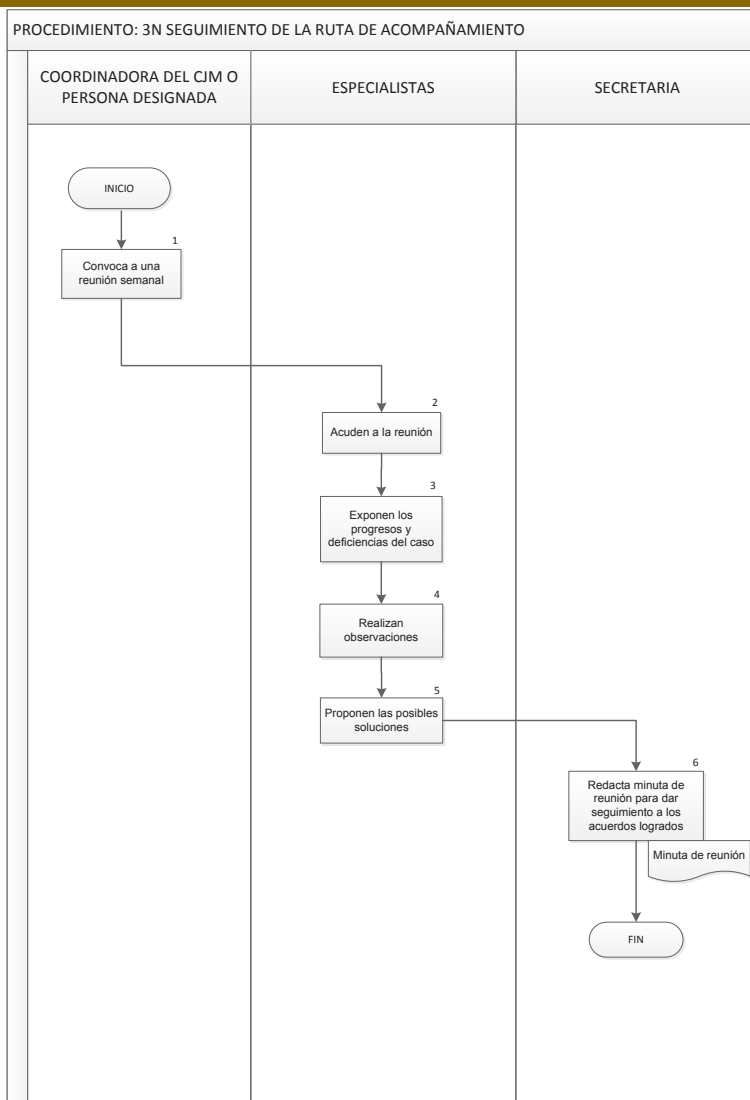 PROCEDIMIENTO: 3N SEGUIMIENTO DE LA RUTA DE ACOMPAÑAMIENTO
COORDINADORA DEL CJM O
PERSONA DESIGNADA
ESPECIALISTAS
SECRETARIA
INICIO
1
Convoca a una
reunión semanal
2
Acuden a la reunión
3
Exponen los
progresos y
deficiencias del caso
4
Realizan
observaciones
5
Proponen las posibles
soluciones
6
Redacta minuta de
reunión para dar
seguimiento a los
acuerdos logrados
Minuta de reunión
FIN